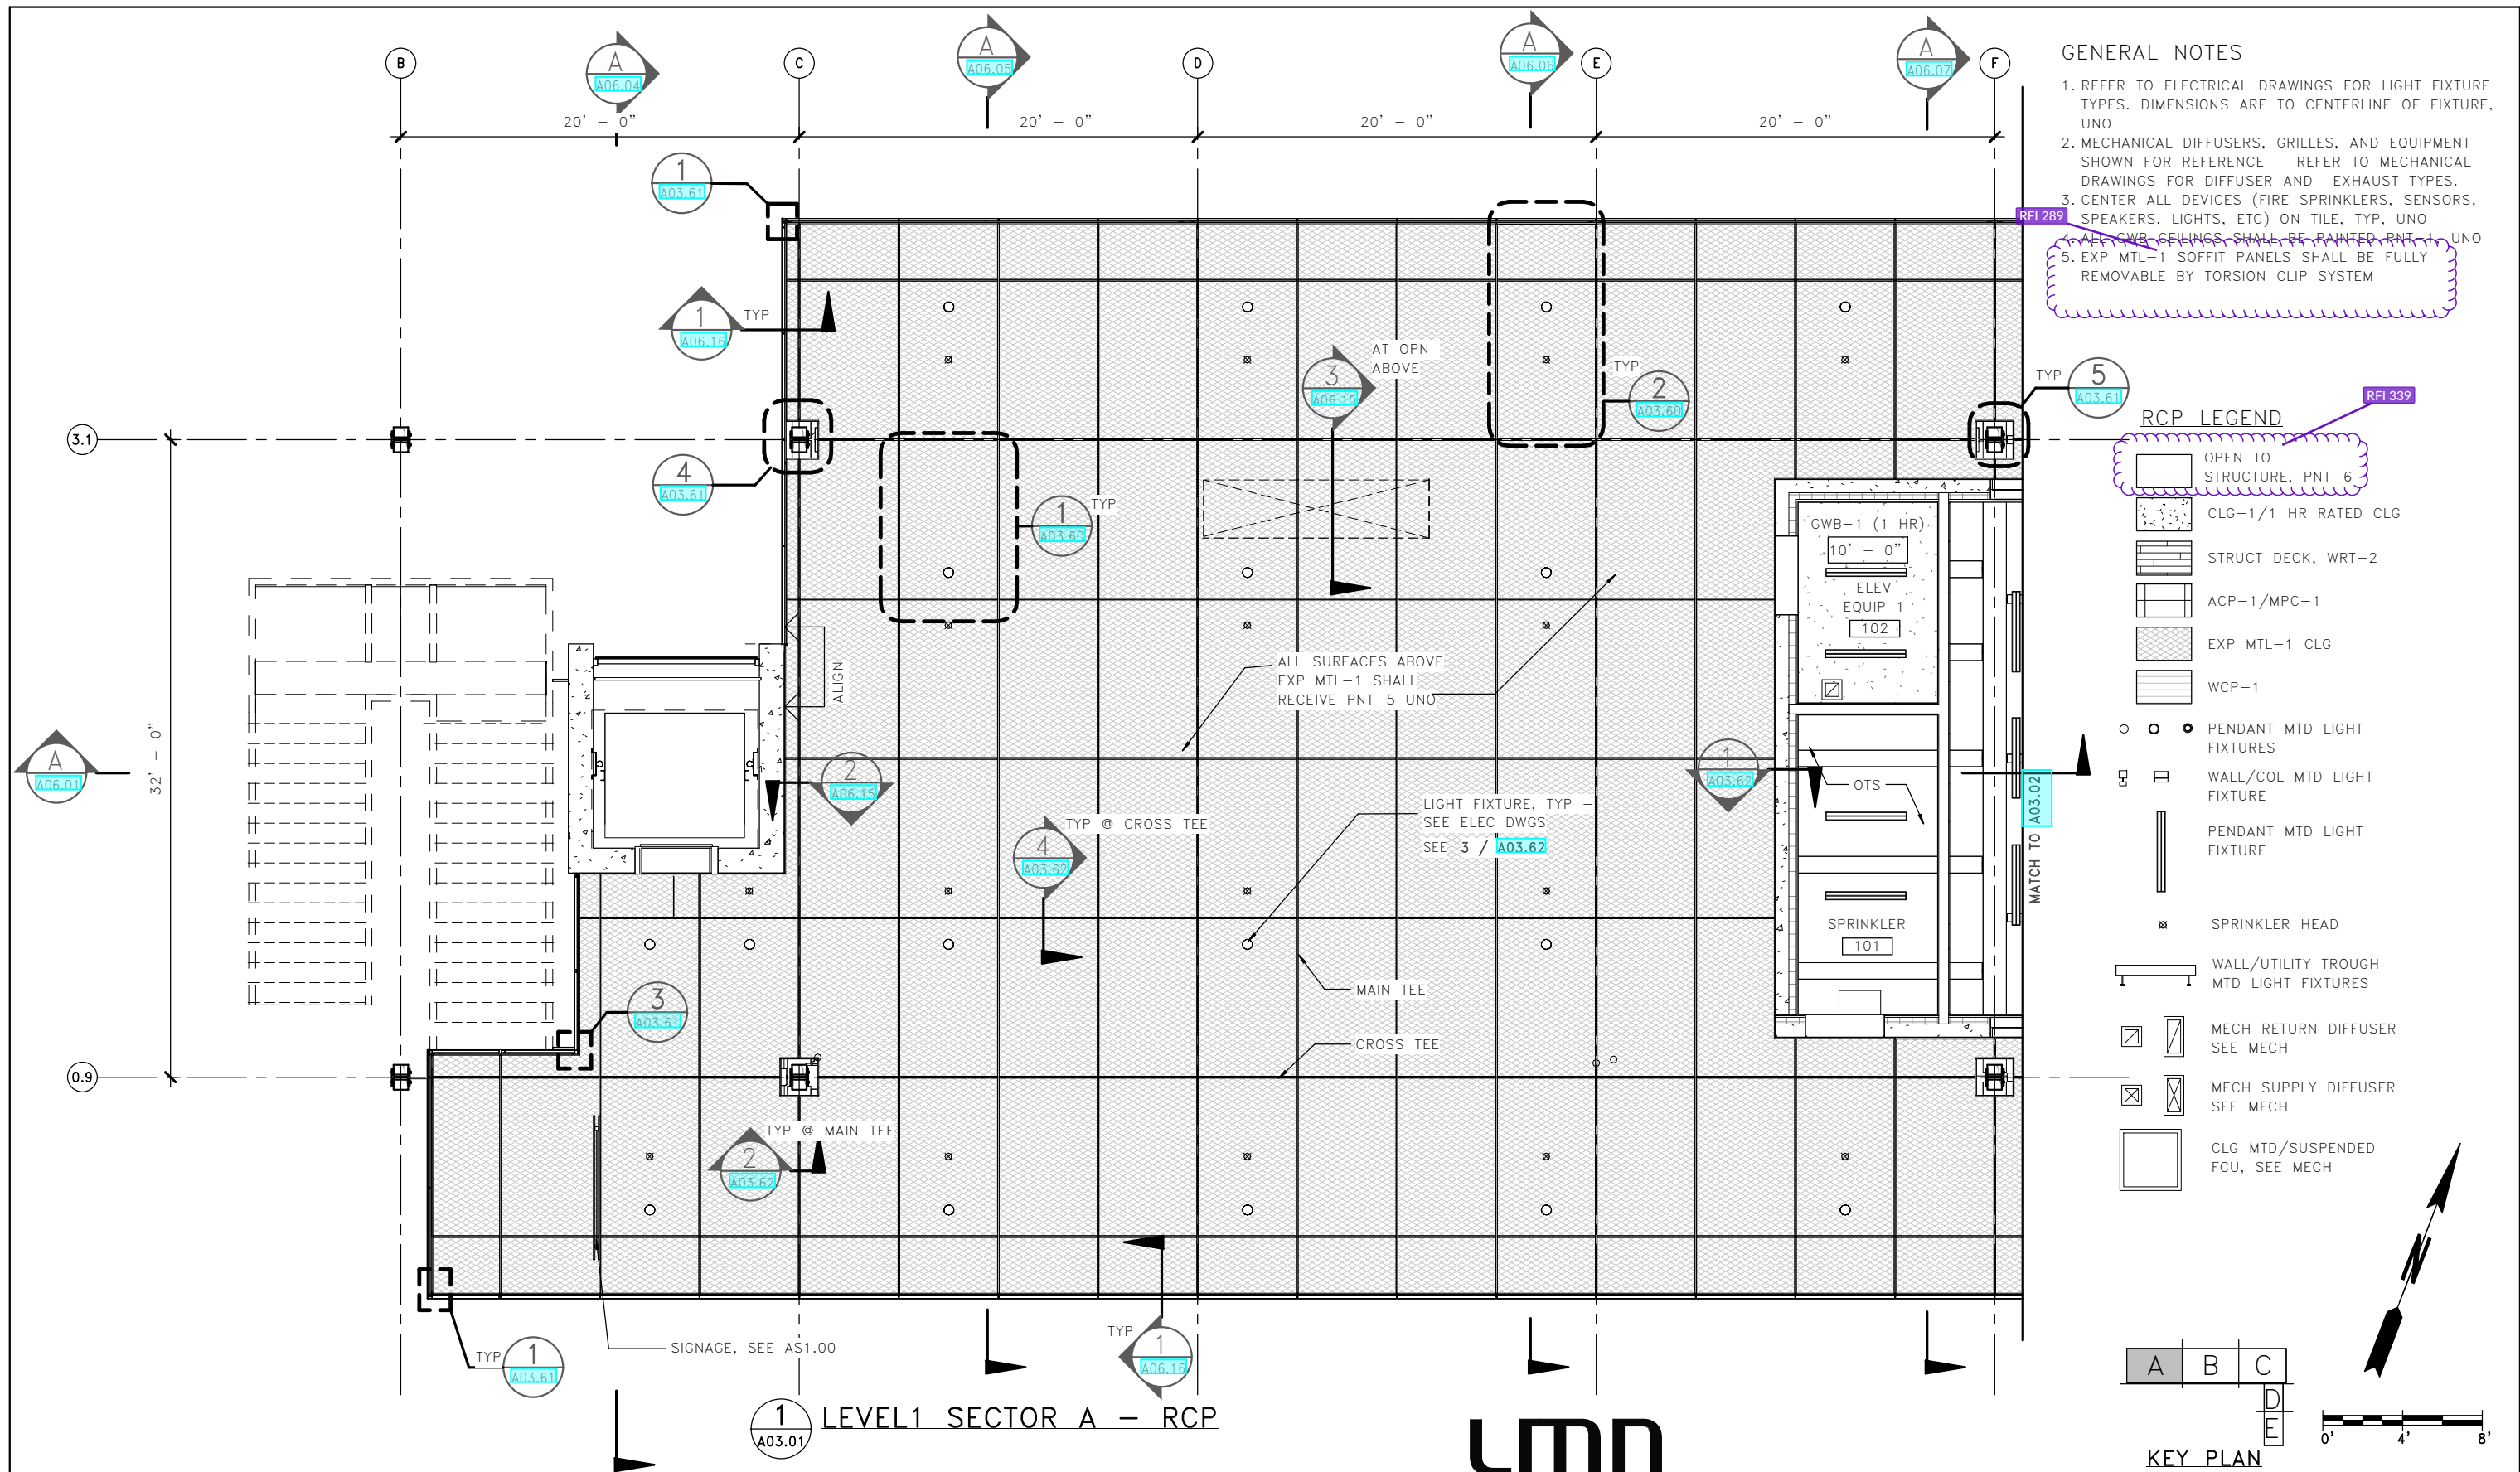 B
A
A06.04
C
A
A06.05
D
A
A06.06
E
A
A06.07
F
20' – 0"
20' – 0"
20' – 0"
20' – 0"
GENERAL NOTES
1. REFER TO ELECTRICAL DRAWINGS FOR LIGHT FIXTURE
TYPES. DIMENSIONS ARE TO CENTERLINE OF FIXTURE,
UNO
2. MECHANICAL DIFFUSERS, GRILLES, AND EQUIPMENT
SHOWN FOR REFERENCE – REFER TO MECHANICAL
DRAWINGS FOR DIFFUSER AND EXHAUST TYPES.
3. CENTER ALL DEVICES (FIRE SPRINKLERS, SENSORS,
SPEAKERS, LIGHTS, ETC) ON TILE, TYP, UNO
4. ALL GWB CEILINGS SHALL BE PAINTED PNT-1, UNO
5. EXP MTL-1 SOFFIT PANELS SHALL BE FULLY
REMOVABLE BY TORSION CLIP SYSTEM
RFI 289
1
A03.61
1
A06.16
TYP
3
A06.15
AT OPN
ABOVE
TYP
2
A03.60
TYP
5
A03.61
RFI 339
RCP LEGEND
OPEN TO
STRUCTURE, PNT-6
CLG-1/1 HR RATED CLG
STRUCT DECK, WRT-2
ACP-1/MPC-1
EXP MTL-1 CLG
WCP-1
PENDANT MTD LIGHT
FIXTURES
WALL/COL MTD LIGHT
FIXTURE
PENDANT MTD LIGHT
FIXTURE
SPRINKLER HEAD
WALL/UTILITY TROUGH
MTD LIGHT FIXTURES
MECH RETURN DIFFUSER
SEE MECH
MECH SUPPLY DIFFUSER
SEE MECH
CLG MTD/SUSPENDED
FCU, SEE MECH
3.1
4
A03.61
1
A03.60
TYP
GWB-1 (1 HR)
10' – 0"
ELEV
EQUIP 1
102
ALIGN
ALL SURFACES ABOVE
EXP MTL-1 SHALL
RECEIVE PNT-5 UNO
32' – 0"
A
A06.01
2
A06.15
1
A03.62
OTS
MATCH TO A03.02
LIGHT FIXTURE, TYP –
SEE ELEC DWGS
SEE 3 / A03.62
TYP @ CROSS TEE
4
A03.62
SPRINKLER
101
MAIN TEE
3
A03.61
CROSS TEE
0.9
TYP @ MAIN TEE
2
A03.62
SIGNAGE, SEE AS1.00
TYP
1
A03.61
TYP
1
A06.16
1
A03.01
LEVEL1 SECTOR A – RCP
LMN
N
A
B
C
D
E
KEY PLAN
0'
4'
8'